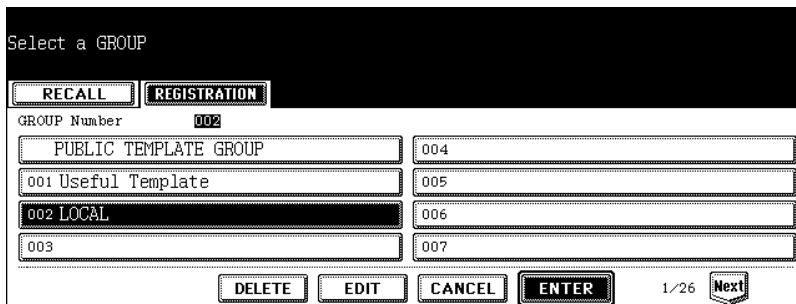 Select a GROUP
RECALL REGISTRATION
GROUP Number 002
PUBLIC TEMPLATE GROUP 004
001 Useful Template 005
002 LOCAL 006
003 007
DELETE EDIT CANCEL ENTER 1/26 Next